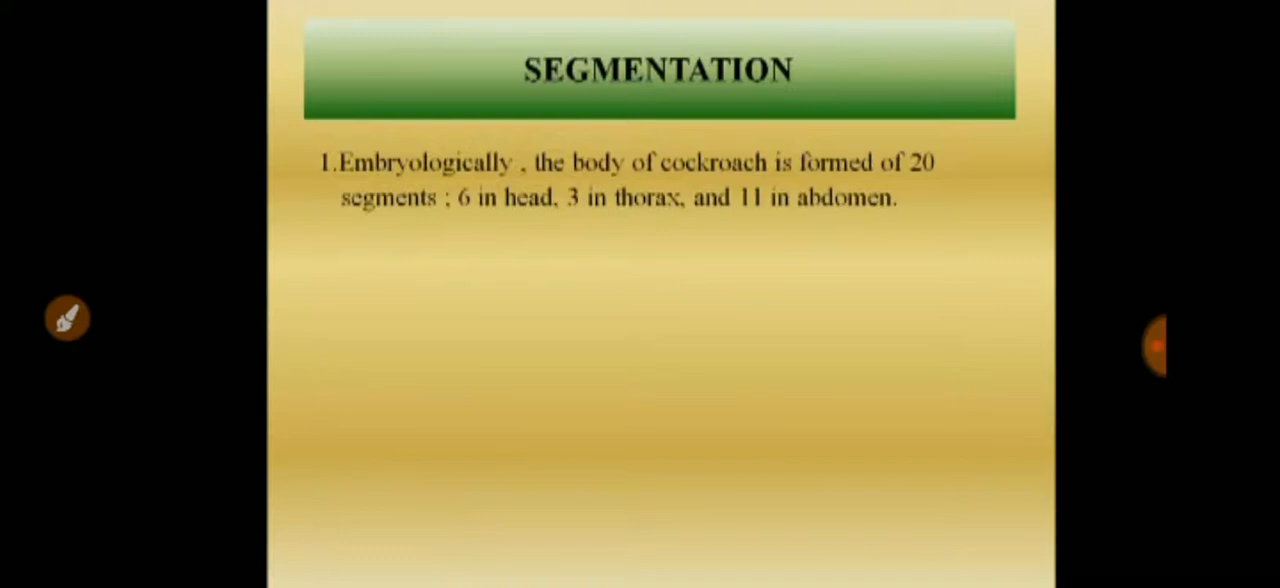 SEGMENTATION
1.Embryologically , the body of cockroach is formed of 20
segments ; 6 in head, 3 in thorax, and 11 in abdomen.